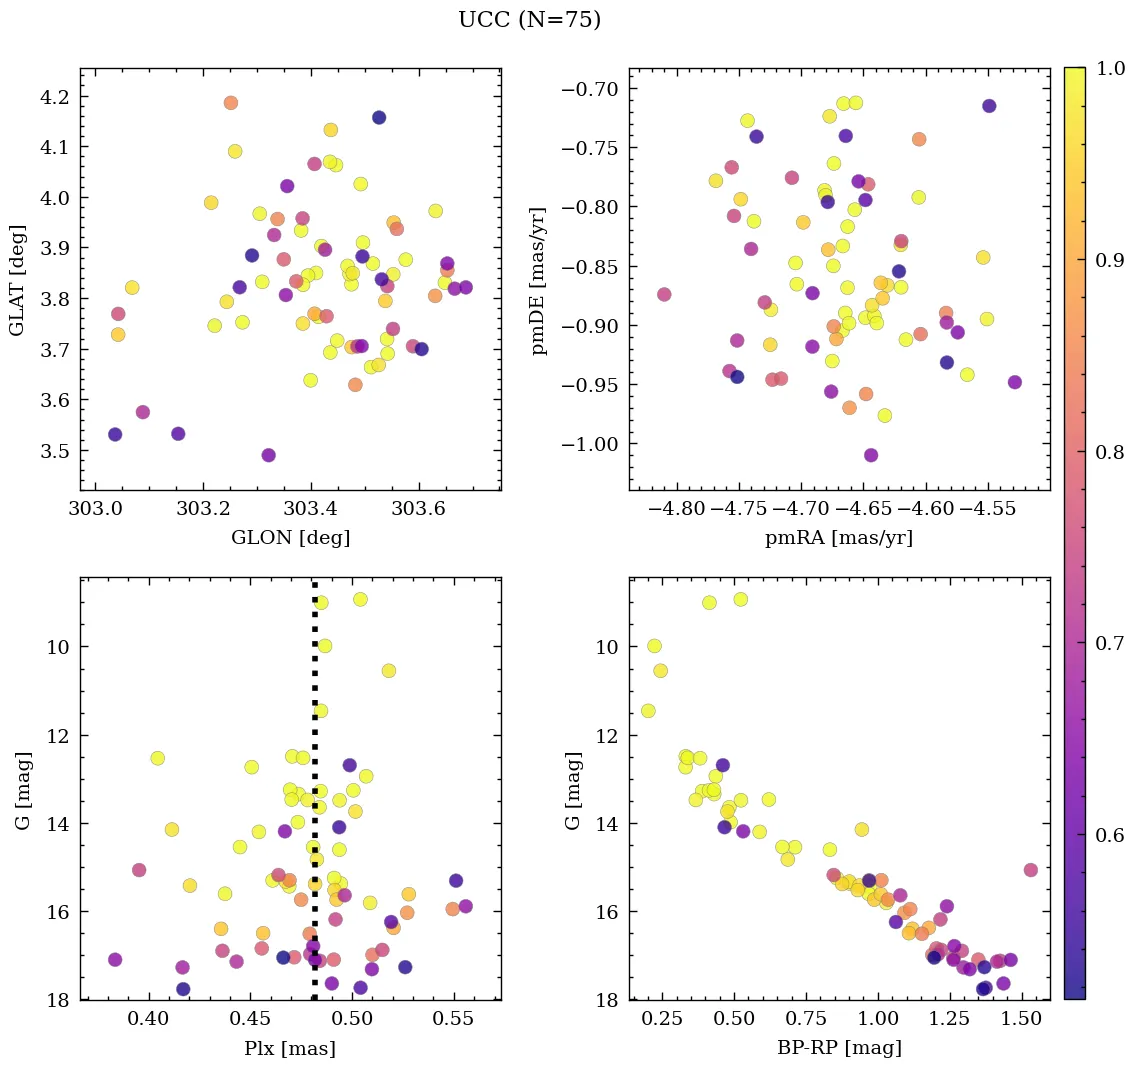 UCC (N=75)
4.2
4.1
4.0
3.9
3.8
3.7
3.6
3.5
GLAT [deg]
303.0 303.2 303.4 303.6
GLON [deg]
−0.70
−0.75
−0.80
−0.85
−0.90
−0.95
−1.00
pmDE [mas/yr]
−4.80 −4.75 −4.70 −4.65 −4.60 −4.55
pmRA [mas/yr]
1.0
0.9
0.8
0.7
0.6
10
12
14
16
18
G [mag]
0.40 0.45 0.50 0.55
Plx [mas]
10
12
14
16
18
G [mag]
0.25 0.50 0.75 1.00 1.25 1.50
BP-RP [mag]